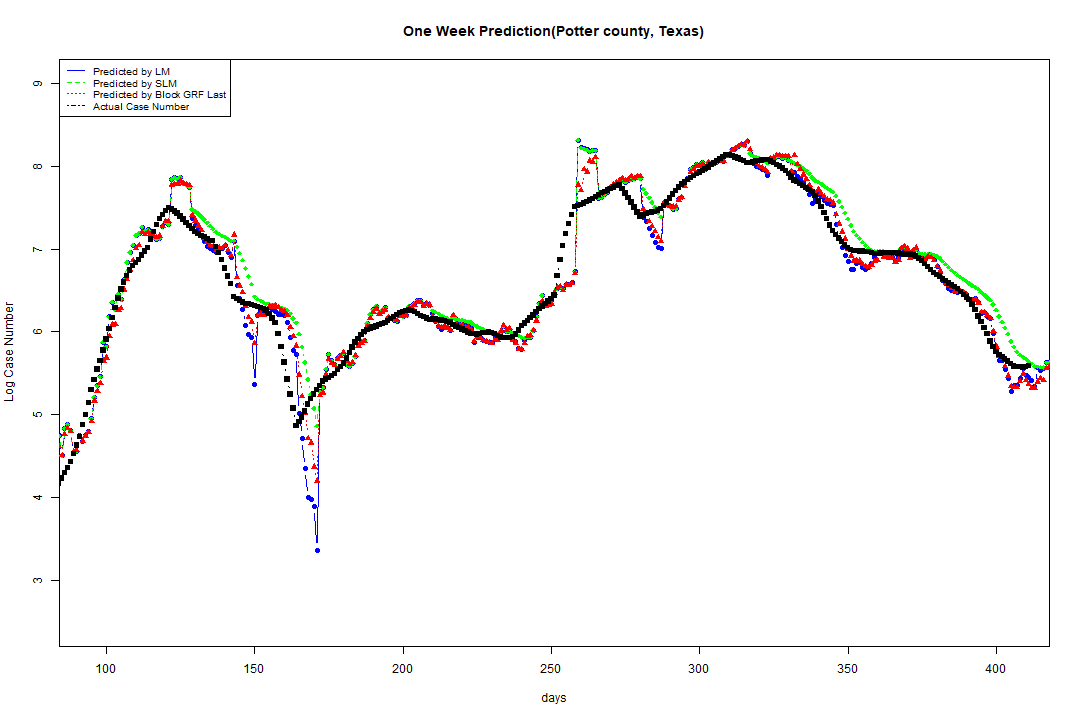 One Week Prediction(Potter county, Texas)
Predicted by LM
Predicted by SLM
Predicted by Block GRF Last
Actual Case Number
9
8
7
6
5
4
3
Log Case Number
100 150 200 250 300 350 400
days